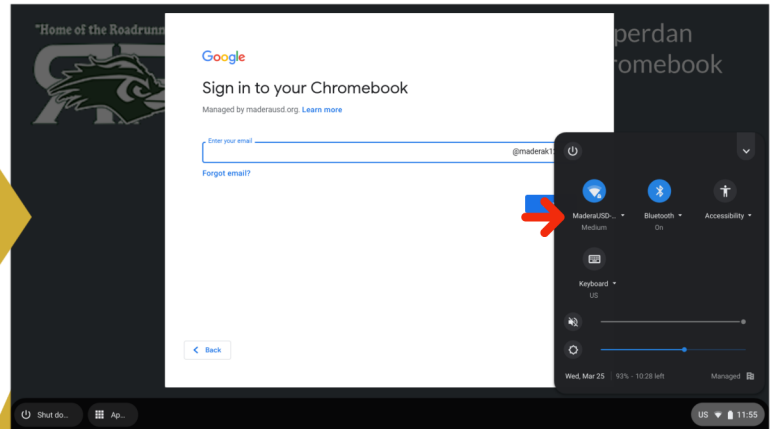 "Home of the Roadrunn
perdan
omebook
Google
Sign in to your Chromebook
Managed by maderausd.org. Learn more
Enter your email
@maderak1
Forgot email?
Back
MaderaUSD-...
Medium
Bluetooth
On
Accessibility
Keyboard
US
Wed, Mar 25 | 93% - 10:28 left
Managed
Shut do...
Ap...
US 11:55